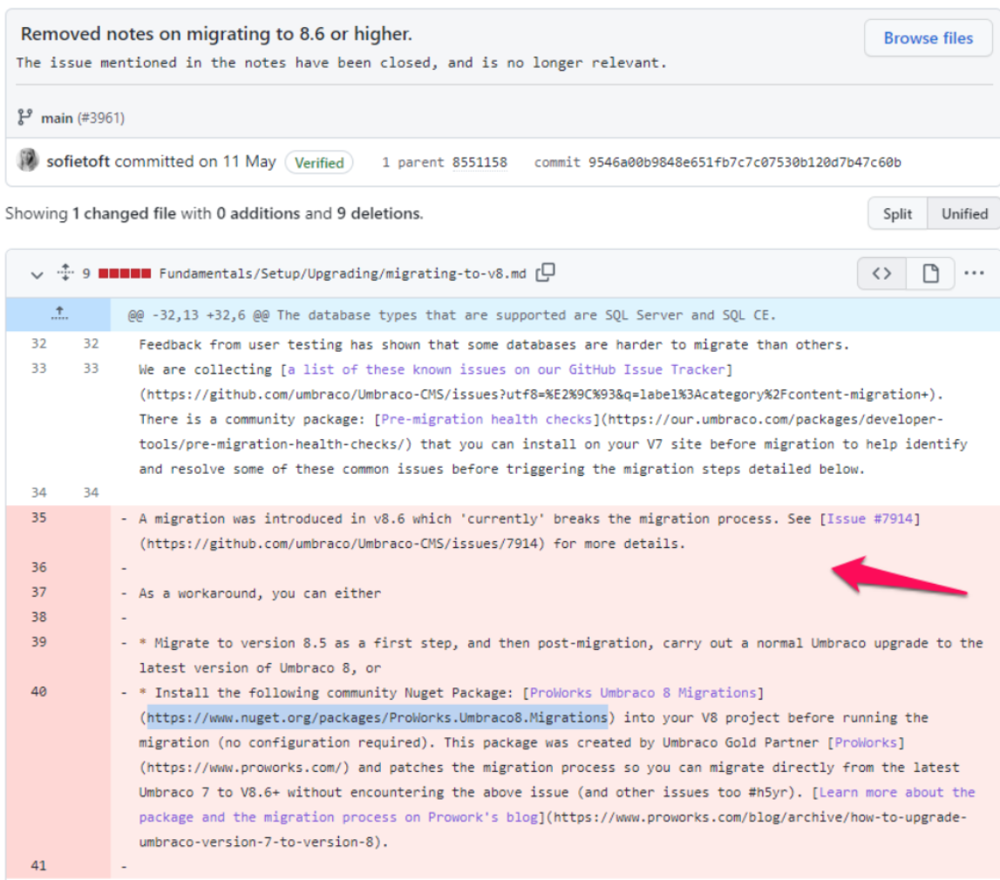 Removed notes on migrating to 8.6 or higher.
Browse files
The issue mentioned in the notes have been closed, and is no longer relevant.
main (#3961)
sofietoft committed on 11 May Verified 1 parent 8551158 commit 9546a00b9848e651fb7c7c07530b120d7b47c60b
Showing 1 changed file with 0 additions and 9 deletions.
Split Unified
9 Fundamentals/Setup/Upgrading/migrating-to-v8.md
@@ -32,13 +32,6 @@ The database types that are supported are SQL Server and SQL CE.
32 32 Feedback from user testing has shown that some databases are harder to migrate than others.
33 33 We are collecting [a list of these known issues on our GitHub Issue Tracker]
(https://github.com/umbraco/Umbraco-CMS/issues?utf8=%E2%9C%93&q=label%3Acategory%2Fcontent-migration+).
There is a community package: [Pre-migration health checks](https://our.umbraco.com/packages/developer-
tools/pre-migration-health-checks/) that you can install on your V7 site before migration to help identify
and resolve some of these common issues before triggering the migration steps detailed below.
34 34
35 - A migration was introduced in v8.6 which 'currently' breaks the migration process. See [Issue #7914]
(https://github.com/umbraco/Umbraco-CMS/issues/7914) for more details.
36 -
37 - As a workaround, you can either
38 -
39 - * Migrate to version 8.5 as a first step, and then post-migration, carry out a normal Umbraco upgrade to the
latest version of Umbraco 8, or
40 - * Install the following community Nuget Package: [ProWorks Umbraco 8 Migrations]
(https://www.nuget.org/packages/ProWorks.Umbraco8.Migrations) into your V8 project before running the
migration (no configuration required). This package was created by Umbraco Gold Partner [ProWorks]
(https://www.proworks.com/) and patches the migration process so you can migrate directly from the latest
Umbraco 7 to V8.6+ without encountering the above issue (and other issues too #h5yr). [Learn more about the
package and the migration process on Prowork's blog](https://www.proworks.com/blog/archive/how-to-upgrade-
umbraco-version-7-to-version-8).
41 -